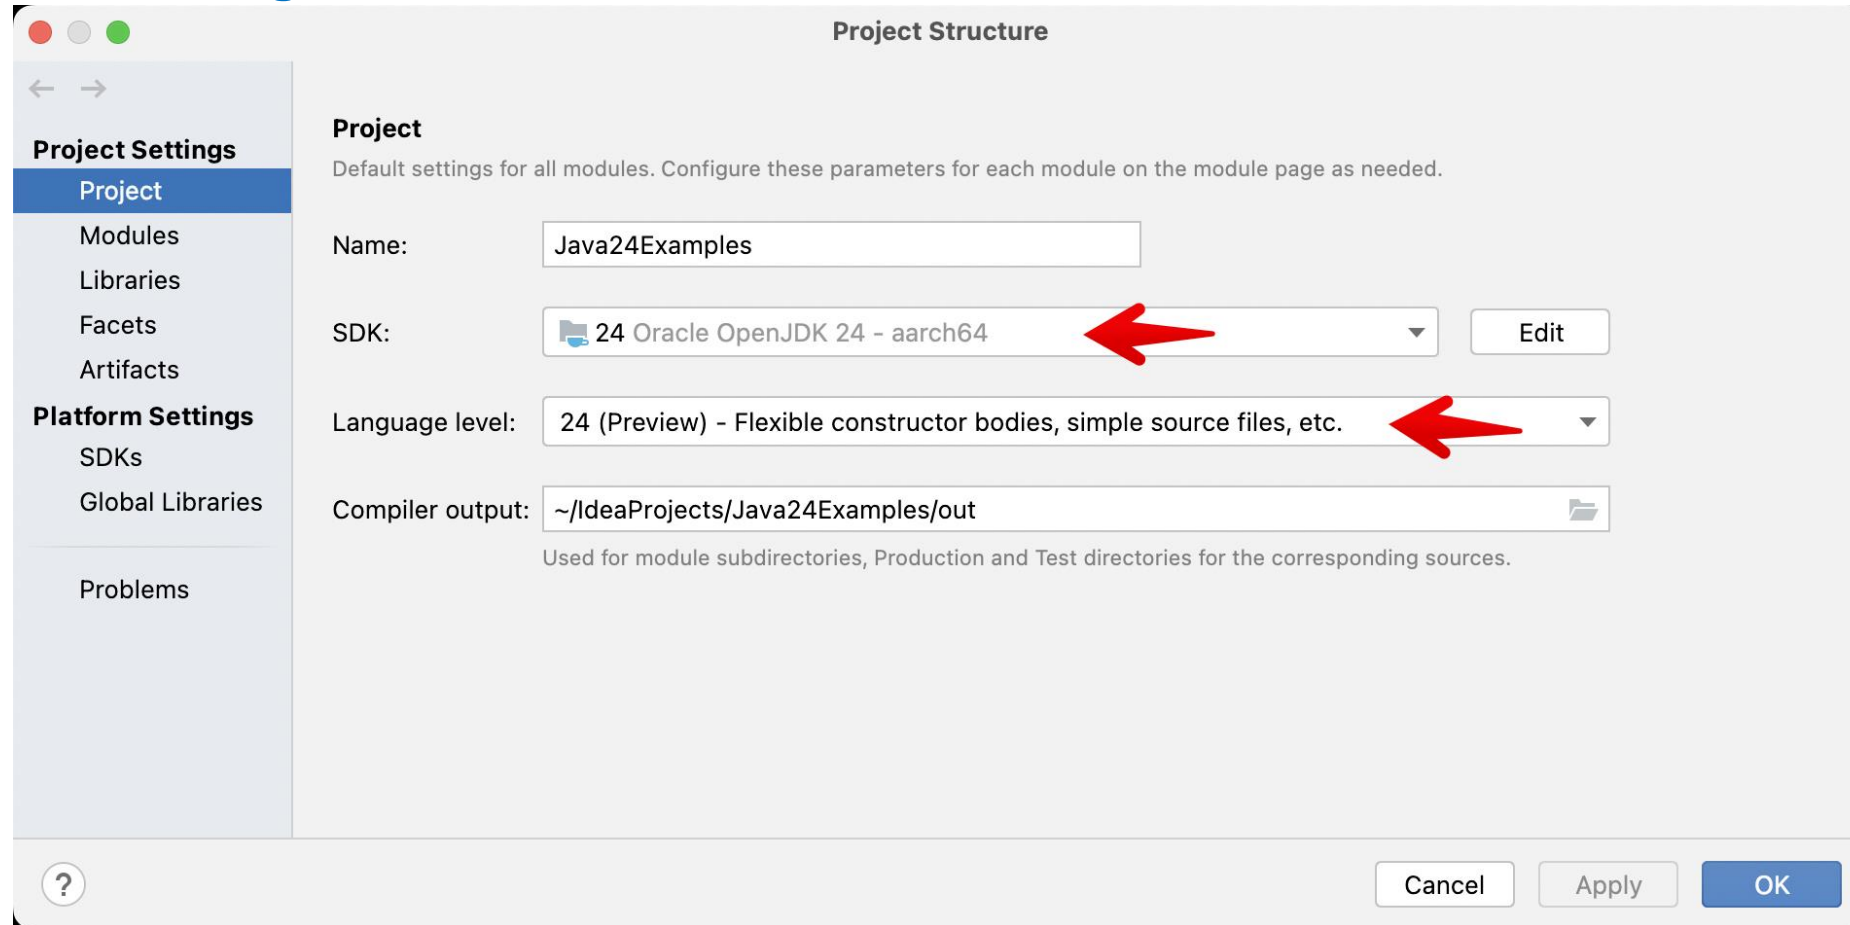 Project Structure
Project Settings
Project
Modules
Libraries
Facets
Artifacts
Platform Settings
SDKs
Global Libraries
Problems
Project
Default settings for all modules. Configure these parameters for each module on the module page as needed.
Name: Java24Examples
SDK: 24 Oracle OpenJDK 24 - aarch64 Edit
Language level: 24 (Preview) - Flexible constructor bodies, simple source files, etc.
Compiler output: ~/IdeaProjects/Java24Examples/out
Used for module subdirectories, Production and Test directories for the corresponding sources.
? Cancel Apply OK